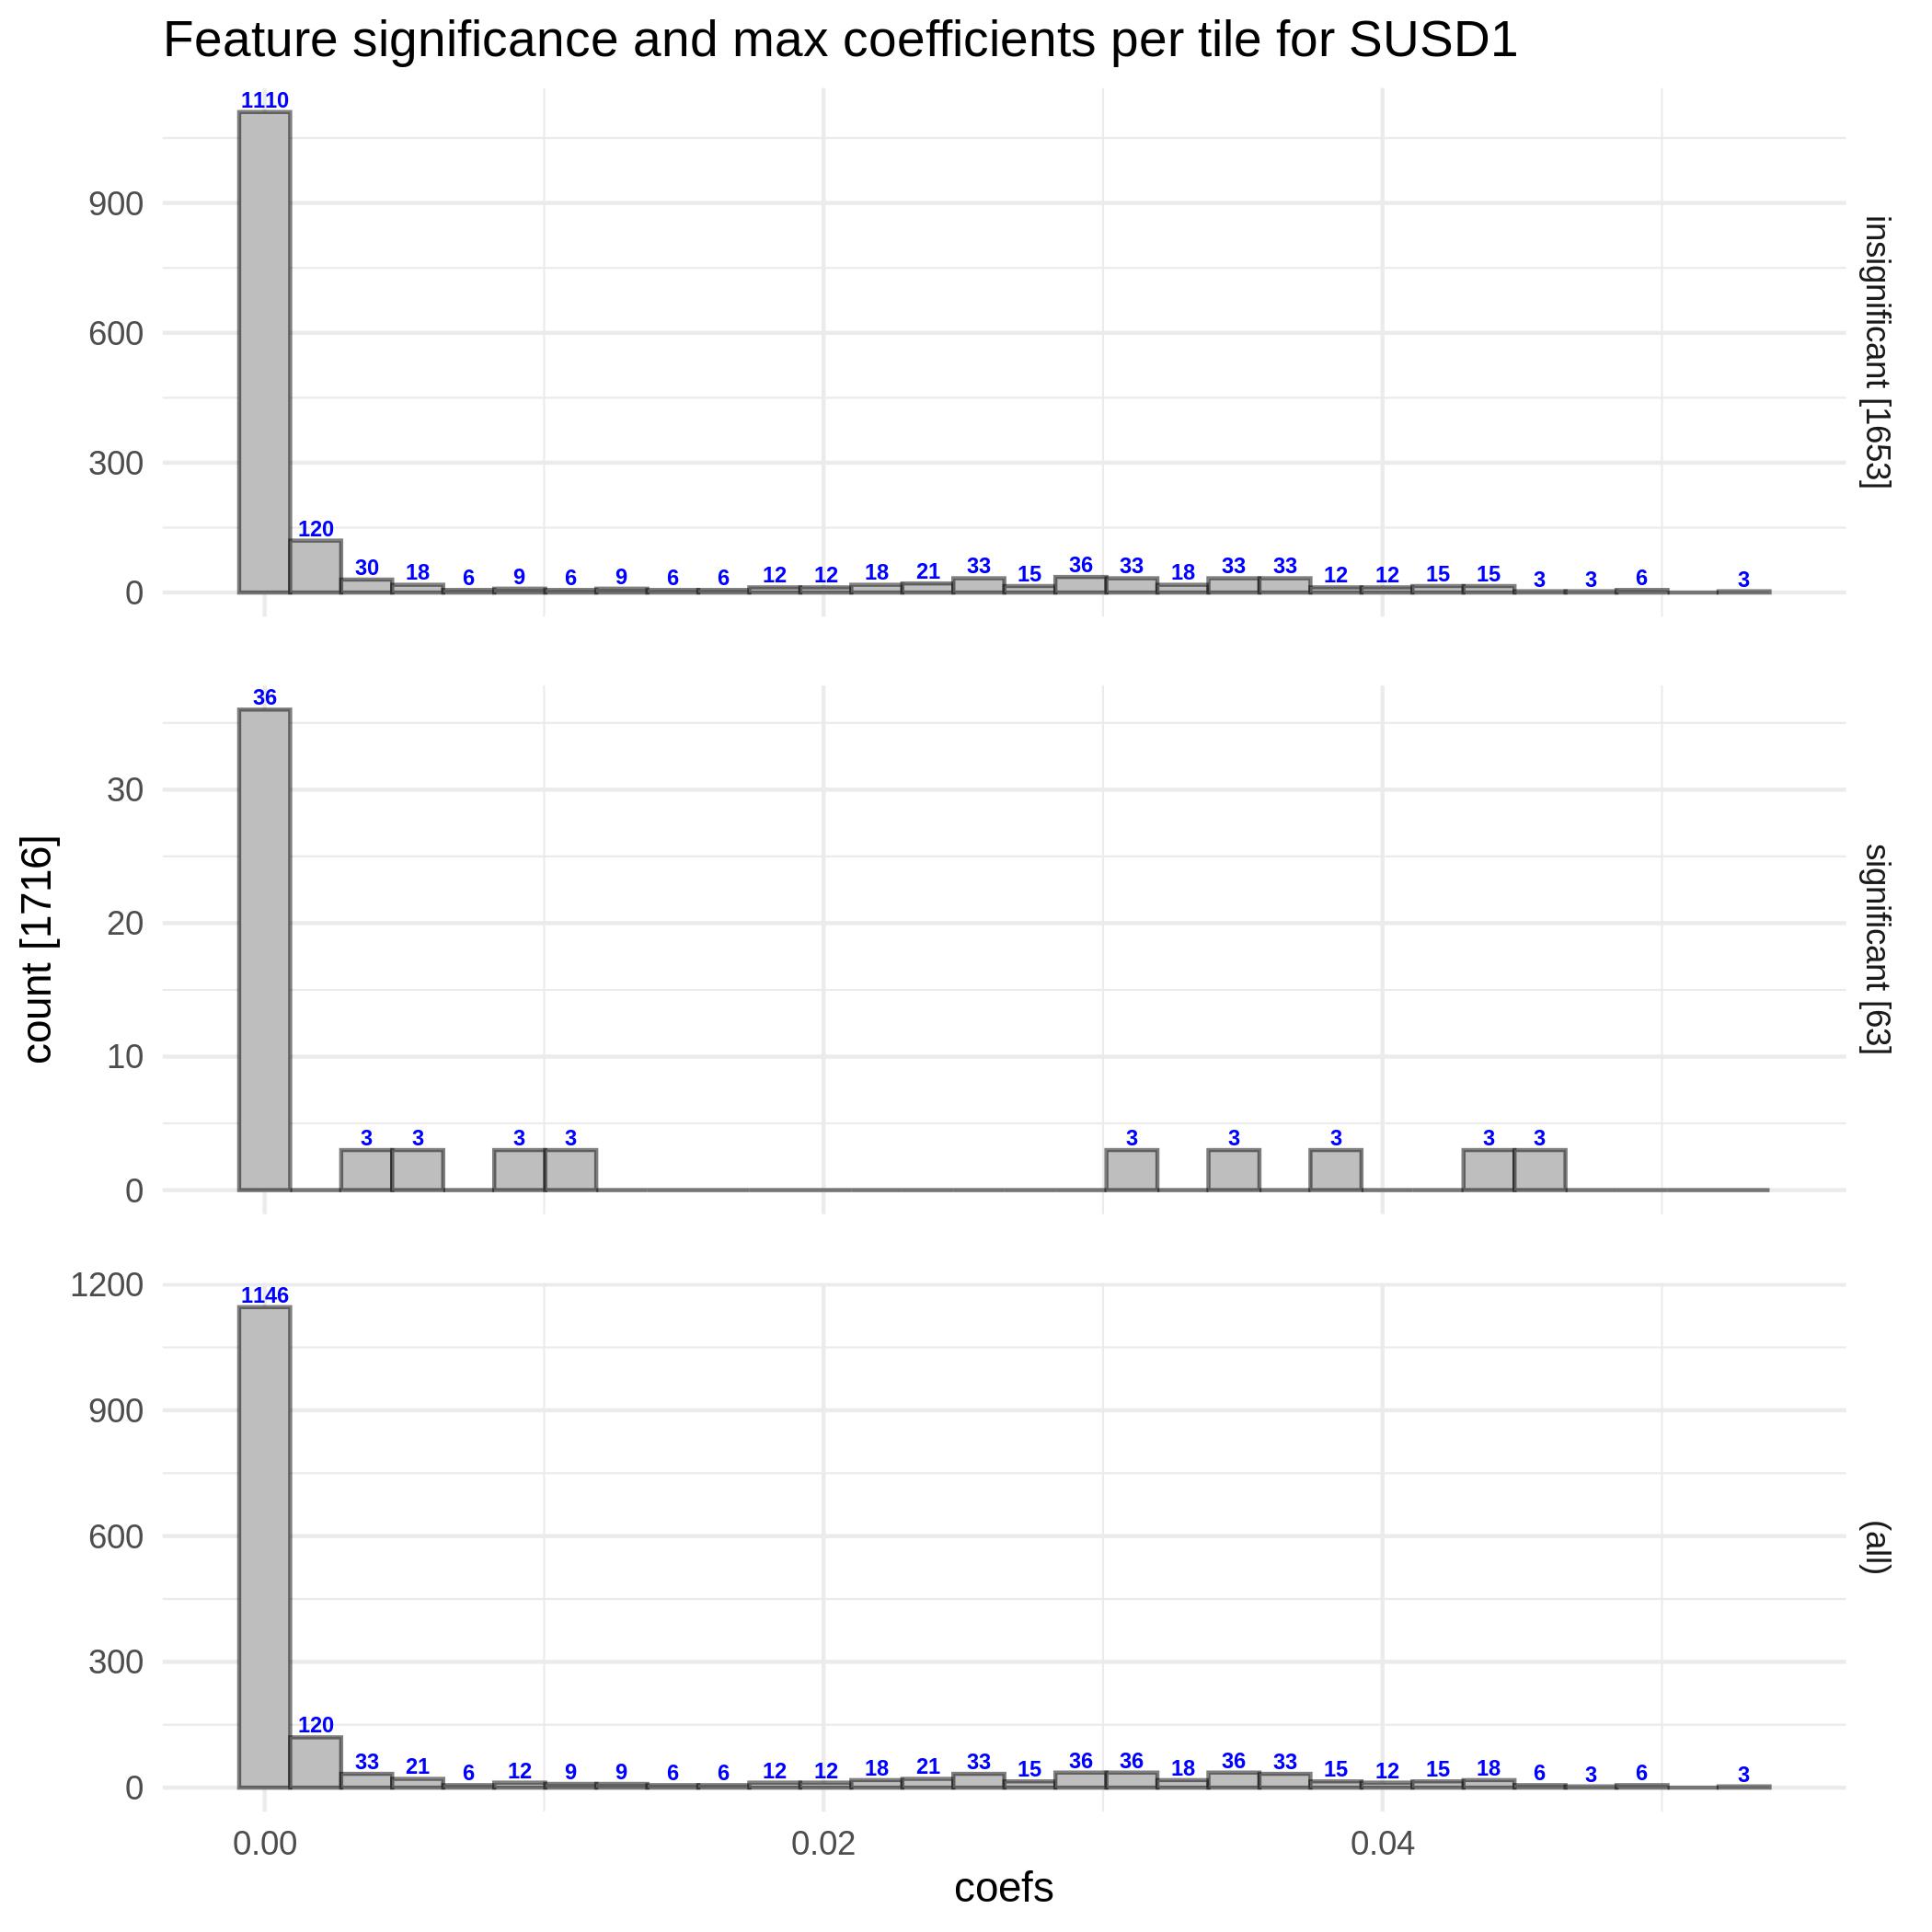 Feature significance and max coefficients per tile for SUSD1
count [1716]
1110
900
600
300
0
120 30 18 6 9 6 9 6 6 12 12 18 21 33 15 36 33 18 33 33 12 12 15 15 3 3 6 3
insignificant [1653]
36
30
20
10
0
3 3 3 3 3 3 3 3 3
significant [63]
1200
1146
900
600
300
0
120 33 21 6 12 9 9 6 6 12 12 18 21 33 15 36 36 18 36 33 15 12 15 18 6 3 6 3
(all)
0.00 0.02 0.04
coefs